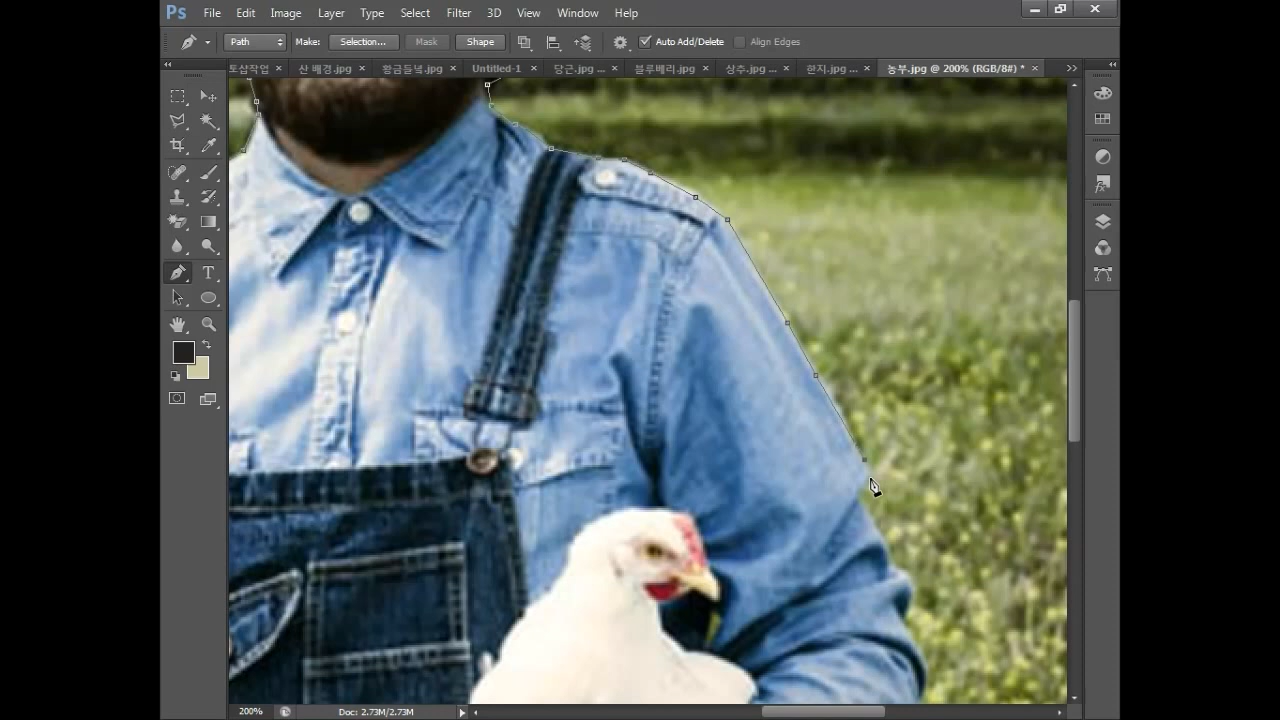 Ps File Edit Image Layer Type Select Filter 3D View Window Help
Path Make: Selection... Mask Shape Auto Add/Delete Align Edges
토샵작업 × 산 배경.jpg × 황금들녘.jpg × Untitled-1 × 당근.jpg ... × 블루베리.jpg × 상추.jpg ... × 한지.jpg ... × 농부.jpg @ 200% (RGB/8#) * ×
T
200% Doc: 2.73M/2.73M